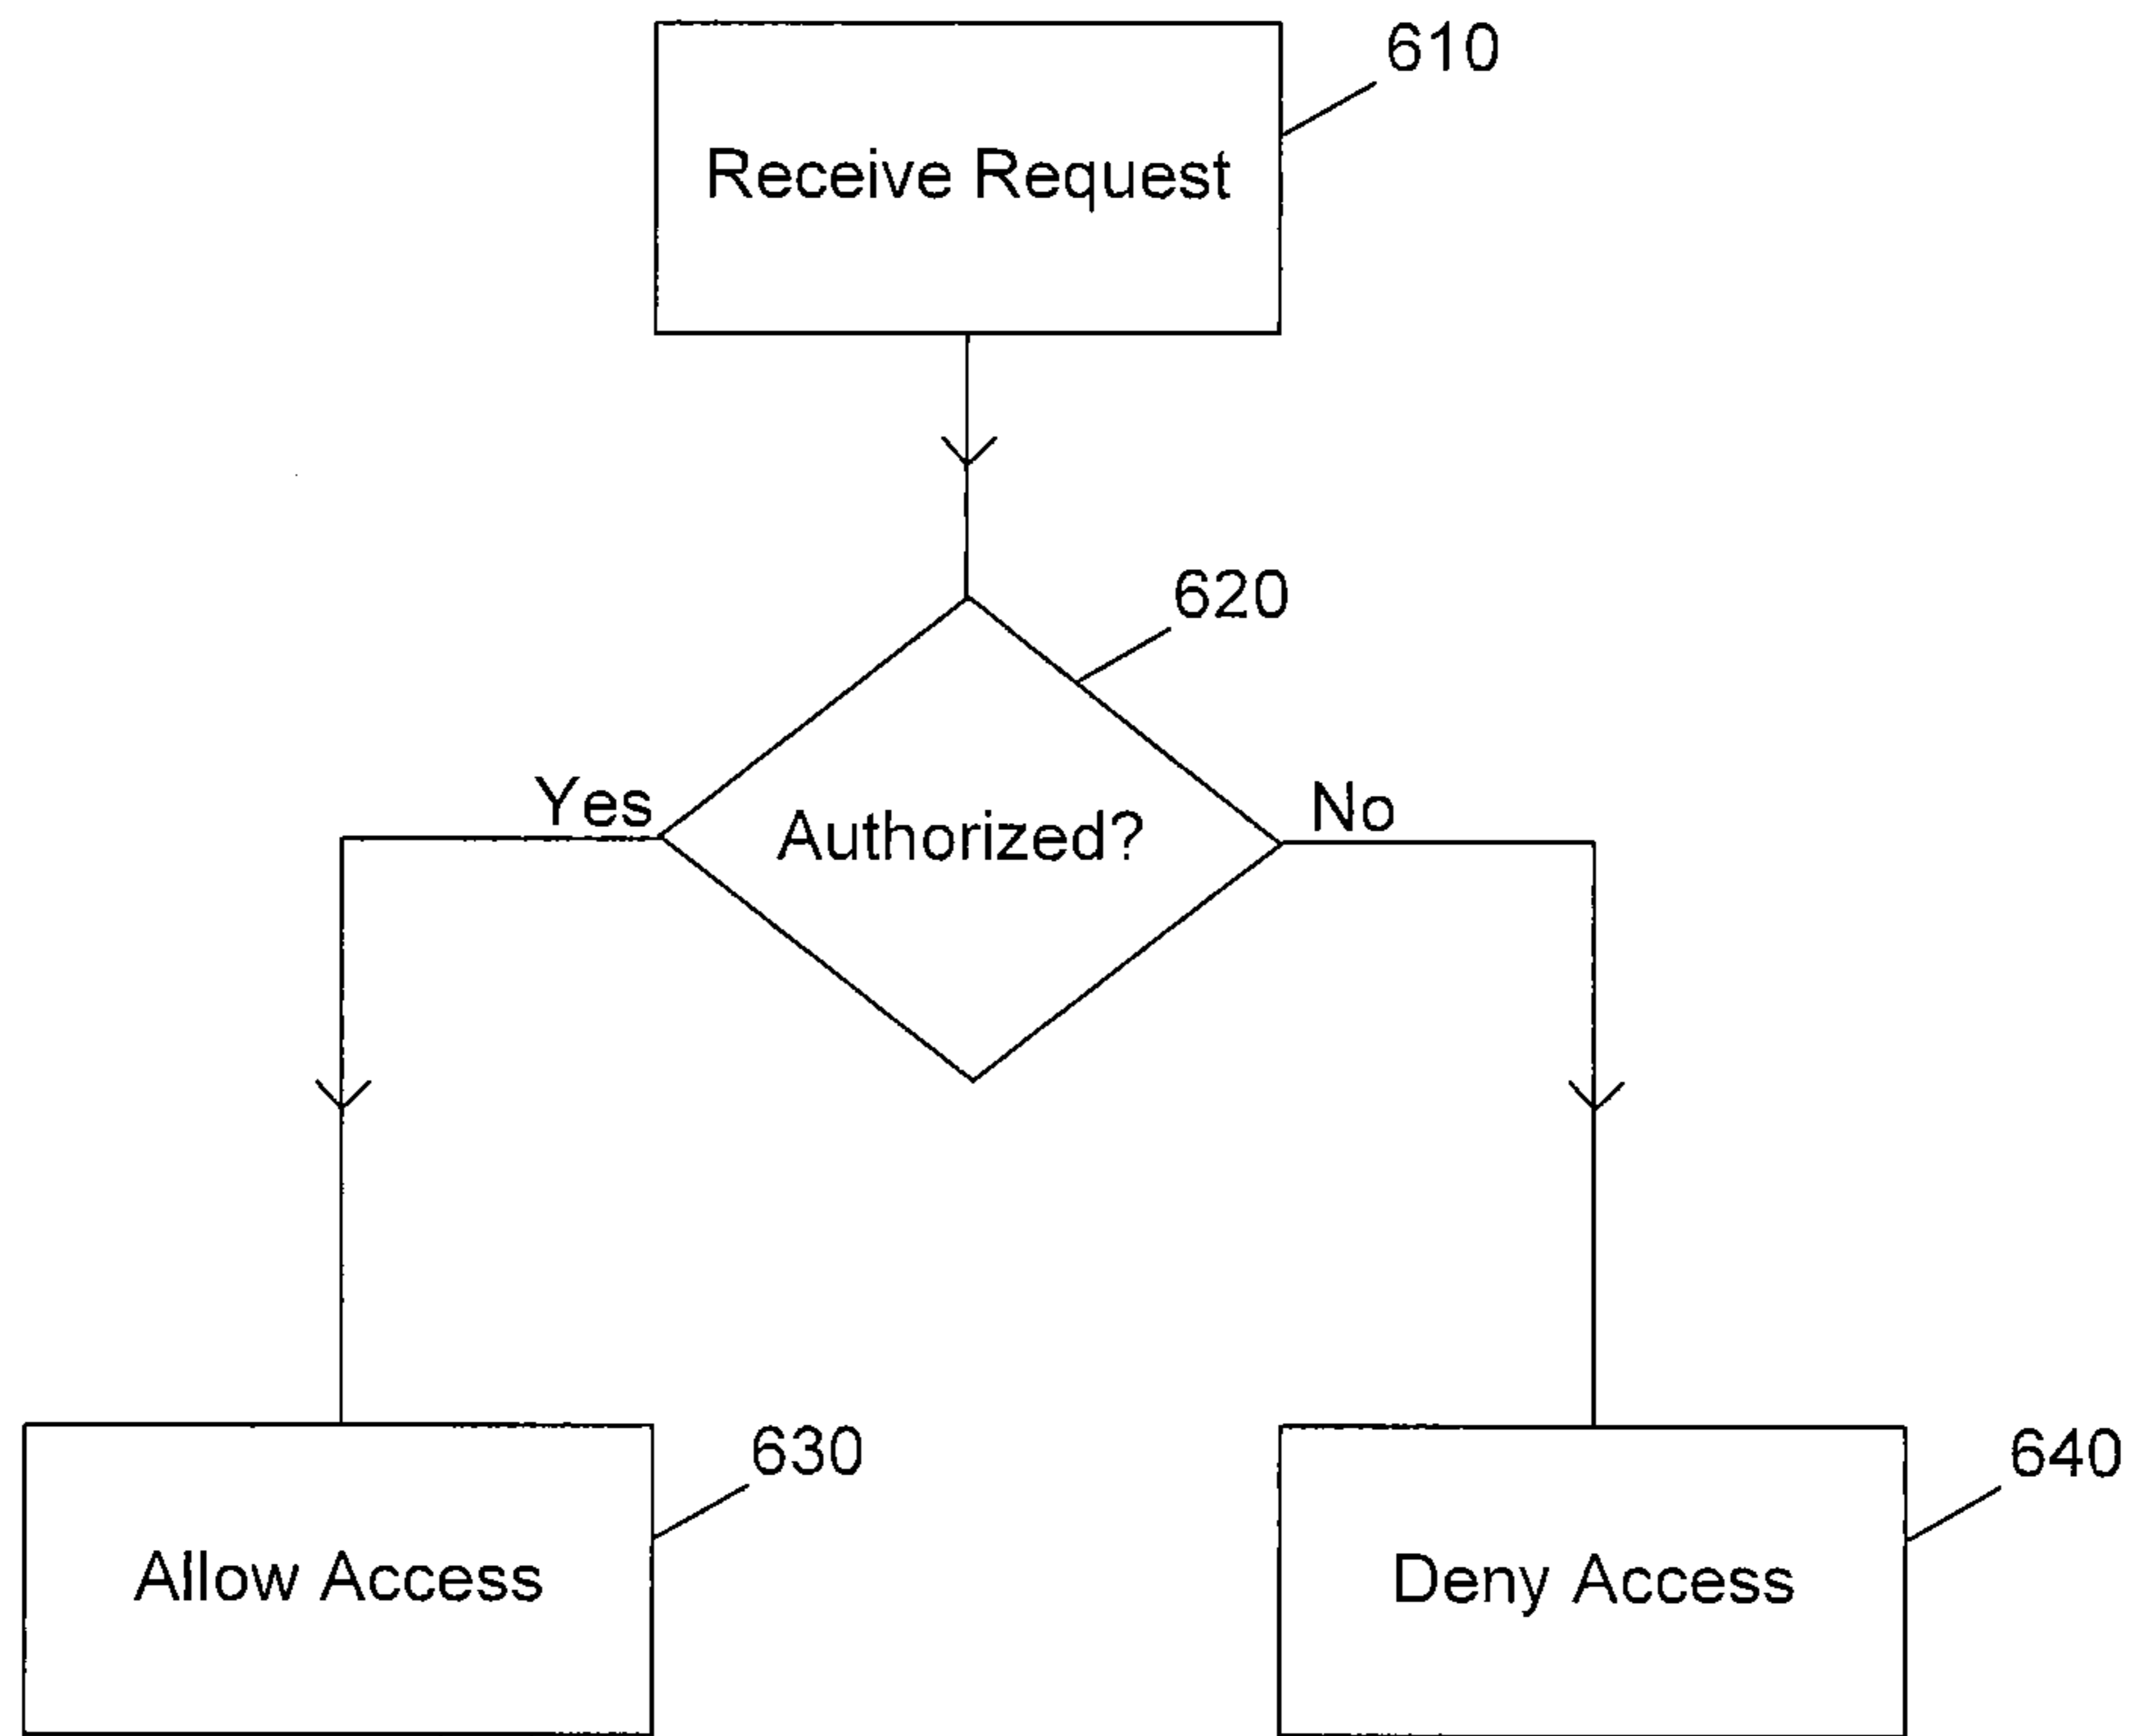 610
Receive Request
620
Yes
No
Authorized?
630
640
Allow Access
Deny Access